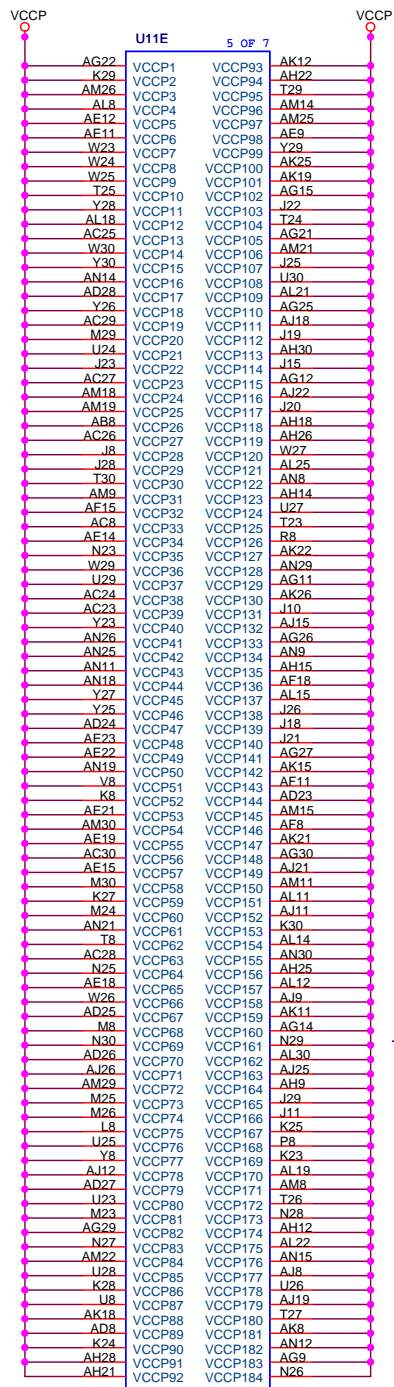 VCCP VCCP
U11E 5 OF 7
AG22 VCCP1 VCCP93 AK12
K29 VCCP2 VCCP94 AH22
AM26 VCCP3 VCCP95 T29
AL8 VCCP4 VCCP96 AM14
AE12 VCCP5 VCCP97 AM25
AE11 VCCP6 VCCP98 AE9
W23 VCCP7 VCCP99 Y29
W24 VCCP8 VCCP100 AK25
W25 VCCP9 VCCP101 AK19
T25 VCCP10 VCCP102 AG15
Y28 VCCP11 VCCP103 J22
AL18 VCCP12 VCCP104 T24
AC25 VCCP13 VCCP105 AG21
W30 VCCP14 VCCP106 AM21
Y30 VCCP15 VCCP107 J25
AN14 VCCP16 VCCP108 U30
AD28 VCCP17 VCCP109 AL21
Y26 VCCP18 VCCP110 AG25
AC29 VCCP19 VCCP111 AJ18
M29 VCCP20 VCCP112 J19
U24 VCCP21 VCCP113 AH30
J23 VCCP22 VCCP114 J15
AC27 VCCP23 VCCP115 AG12
AM18 VCCP24 VCCP116 AJ22
AM19 VCCP25 VCCP117 J20
AB8 VCCP26 VCCP118 AH18
AC26 VCCP27 VCCP119 AH26
J8 VCCP28 VCCP120 W27
J28 VCCP29 VCCP121 AL25
T30 VCCP30 VCCP122 AN8
AM9 VCCP31 VCCP123 AH14
AF15 VCCP32 VCCP124 U27
AC8 VCCP33 VCCP125 T23
AE14 VCCP34 VCCP126 R8
N23 VCCP35 VCCP127 AK22
W29 VCCP36 VCCP128 AN29
U29 VCCP37 VCCP129 AG11
AC24 VCCP38 VCCP130 AK26
AC23 VCCP39 VCCP131 J10
Y23 VCCP40 VCCP132 AJ15
AN26 VCCP41 VCCP133 AG26
AN25 VCCP42 VCCP134 AN9
AN11 VCCP43 VCCP135 AH15
AN18 VCCP44 VCCP136 AF18
Y27 VCCP45 VCCP137 AL15
Y25 VCCP46 VCCP138 J26
AD24 VCCP47 VCCP139 J18
AE23 VCCP48 VCCP140 J21
AE22 VCCP49 VCCP141 AG27
AN19 VCCP50 VCCP142 AK15
V8 VCCP51 VCCP143 AF11
K8 VCCP52 VCCP144 AD23
AE21 VCCP53 VCCP145 AM15
AM30 VCCP54 VCCP146 AF8
AE19 VCCP55 VCCP147 AK21
AC30 VCCP56 VCCP148 AG30
AE15 VCCP57 VCCP149 AJ21
M30 VCCP58 VCCP150 AM11
K27 VCCP59 VCCP151 AL11
M24 VCCP60 VCCP152 AJ11
AN21 VCCP61 VCCP153 K30
T8 VCCP62 VCCP154 AL14
AC28 VCCP63 VCCP155 AN30
N25 VCCP64 VCCP156 AH25
AE18 VCCP65 VCCP157 AL12
W26 VCCP66 VCCP158 AJ9
AD25 VCCP67 VCCP159 AK11
M8 VCCP68 VCCP160 AG14
N30 VCCP69 VCCP161 N29
AD26 VCCP70 VCCP162 AL30
AJ26 VCCP71 VCCP163 AJ25
AM29 VCCP72 VCCP164 AH9
M25 VCCP73 VCCP165 J29
M26 VCCP74 VCCP166 J11
L8 VCCP75 VCCP167 K25
U25 VCCP76 VCCP168 P8
Y8 VCCP77 VCCP169 K23
AJ12 VCCP78 VCCP170 AL19
AD27 VCCP79 VCCP171 AM8
U23 VCCP80 VCCP172 T26
M23 VCCP81 VCCP173 N28
AG29 VCCP82 VCCP174 AH12
N27 VCCP83 VCCP175 AL22
AM22 VCCP84 VCCP176 AN15
U28 VCCP85 VCCP177 AJ8
K28 VCCP86 VCCP178 U26
U8 VCCP87 VCCP179 AJ19
AK18 VCCP88 VCCP180 T27
AD8 VCCP89 VCCP181 AK8
K24 VCCP90 VCCP182 AN12
AH28 VCCP91 VCCP183 AG9
AH21 VCCP92 VCCP184 N26